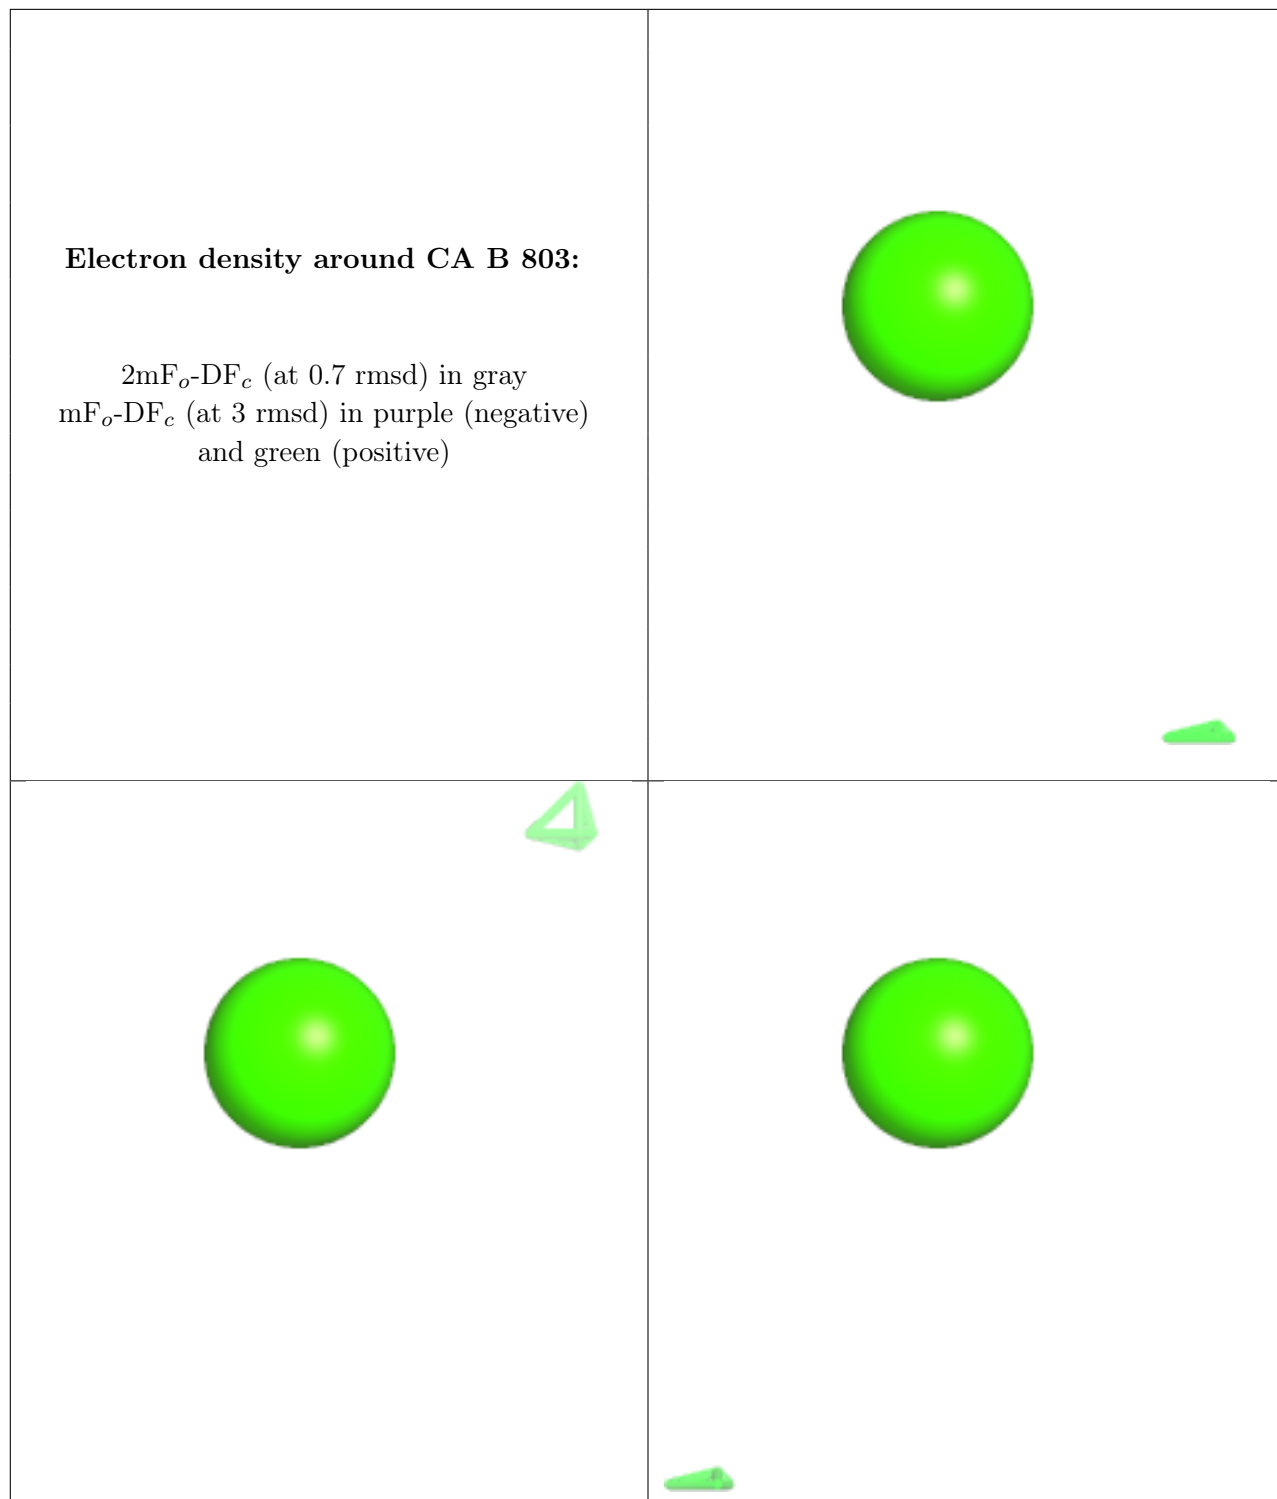 Electron density around CA B 803:
2mFo-DFc (at 0.7 rmsd) in gray
mFo-DFc (at 3 rmsd) in purple (negative)
and green (positive)